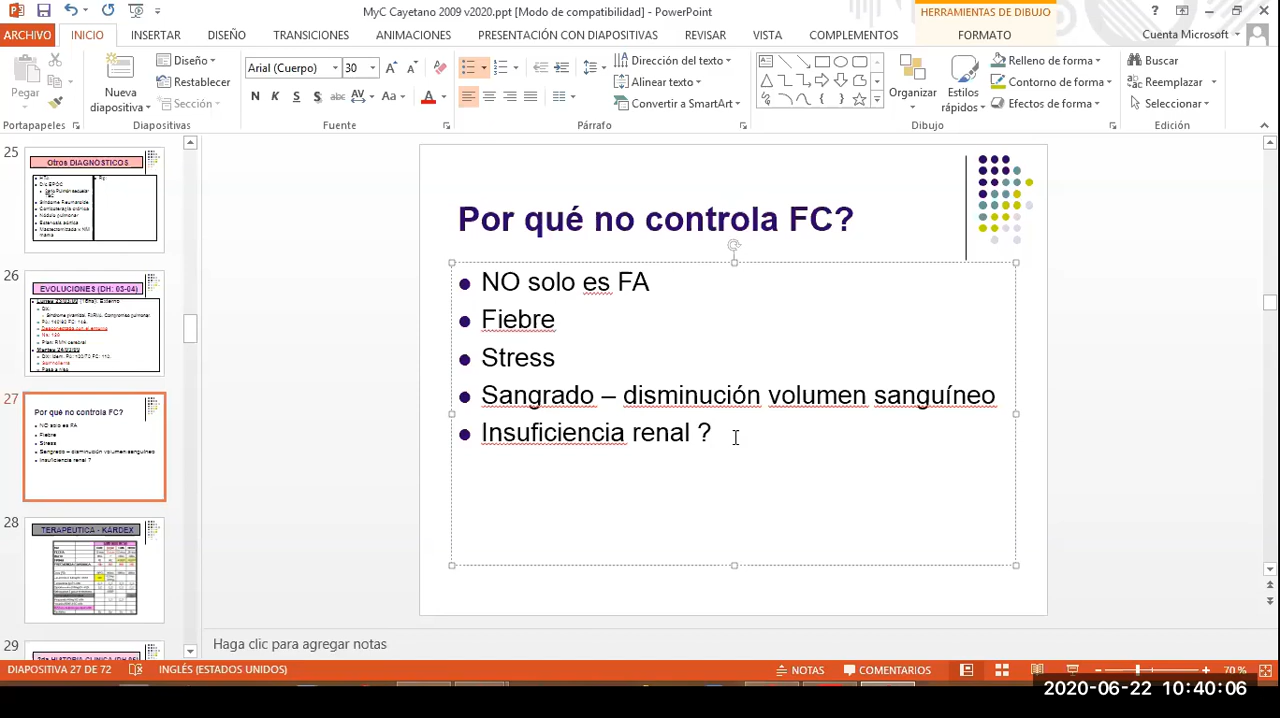 MyC Cayetano 2009 v2020.ppt [Modo de compatibilidad] - PowerPoint
HERRAMIENTAS DE DIBUJO
ARCHIVO INICIO INSERTAR DISEÑO TRANSICIONES ANIMACIONES PRESENTACIÓN CON DIAPOSITIVAS REVISAR VISTA COMPLEMENTOS FORMATO Cuenta Microsoft
Pegar
Nueva diapositiva
Diseño
Restablecer
Sección
Arial (Cuerpo) 30
N K S S abc AV Aa A
Dirección del texto
Alinear texto
Convertir a SmartArt
Organizar
Estilos rápidos
Relleno de forma
Contorno de forma
Efectos de forma
Buscar
Reemplazar
Seleccionar
Portapapeles Diapositivas Fuente Párrafo Dibujo Edición
25
Otros DIAGNOSTICOS
26
EVOLUCIONES (DH: 03-04)
27
Por qué no controla FC?
NO solo es FA
Fiebre
Stress
Sangrado – disminución volumen sanguíneo
Insuficiencia renal ?
28
TERAPEUTICA - KARDEX
29
Por qué no controla FC?
NO solo es FA
Fiebre
Stress
Sangrado – disminución volumen sanguíneo
Insuficiencia renal ?
Haga clic para agregar notas
DIAPOSITIVA 27 DE 72 INGLÉS (ESTADOS UNIDOS) NOTAS COMENTARIOS 70 %
2020-06-22 10:40:06